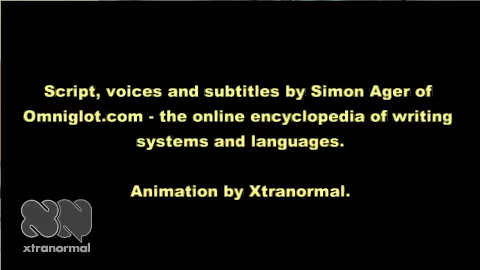 Script, voices and subtitles by Simon Ager of
Omniglot.com - the online encyclopedia of writing
systems and languages.
Animation by Xtranormal.
XN
xtranormal